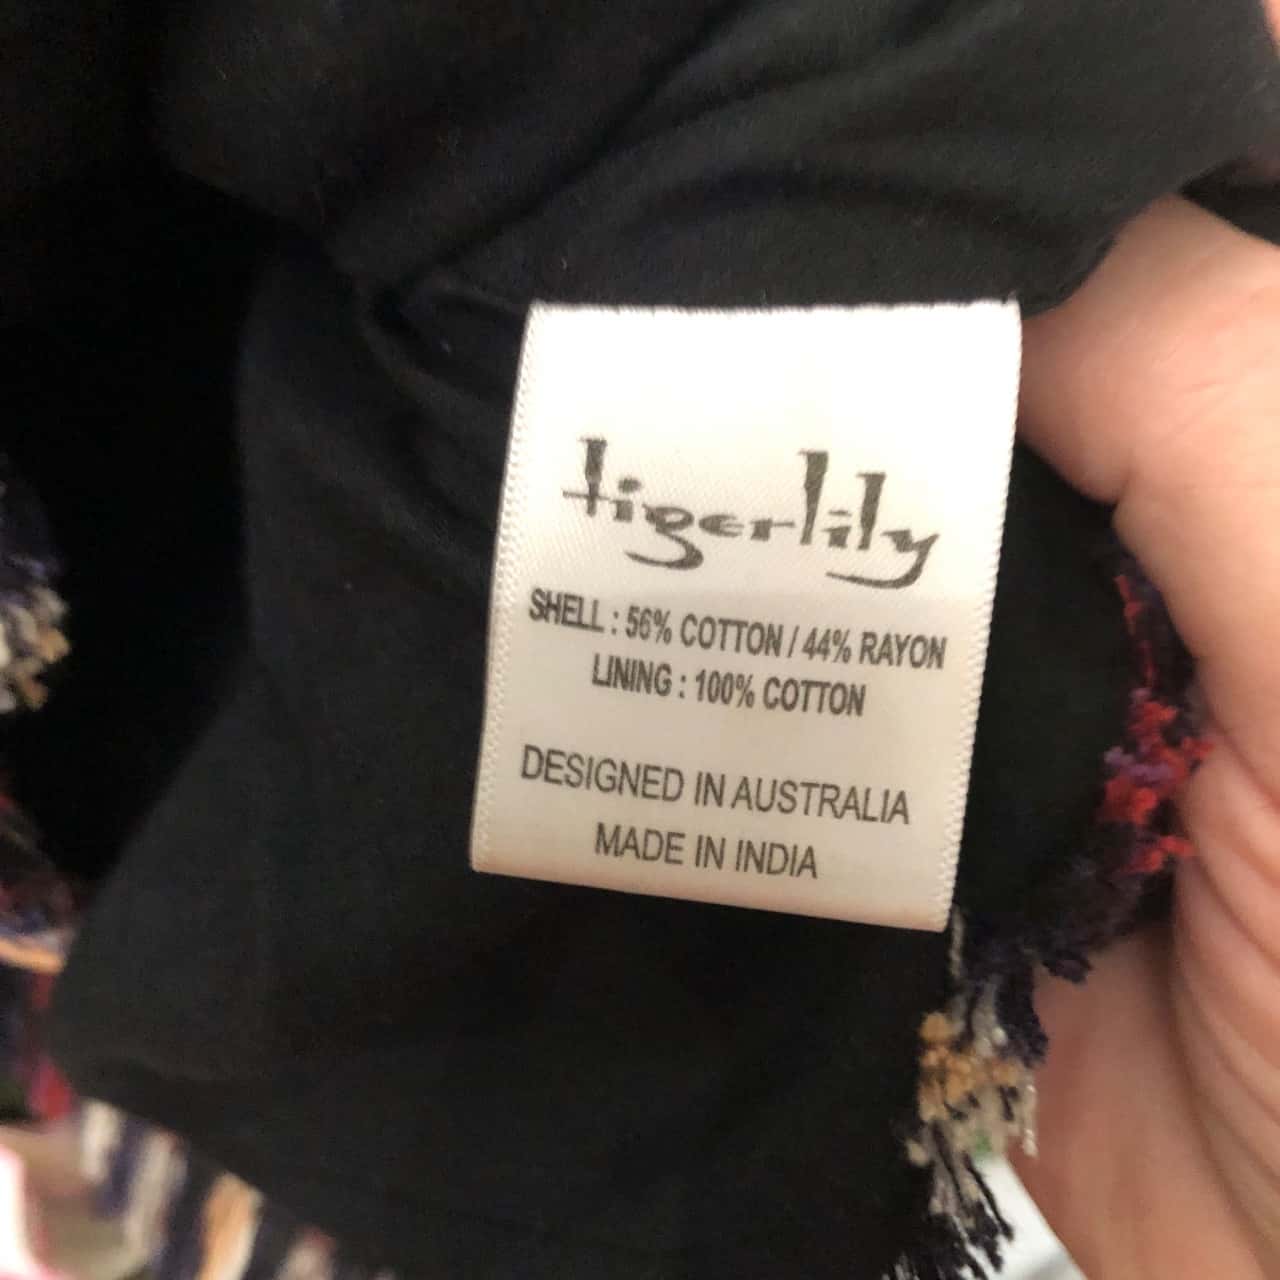 tigerlily
SHELL : 56% COTTON / 44% RAYON
LINING : 100% COTTON
DESIGNED IN AUSTRALIA
MADE IN INDIA